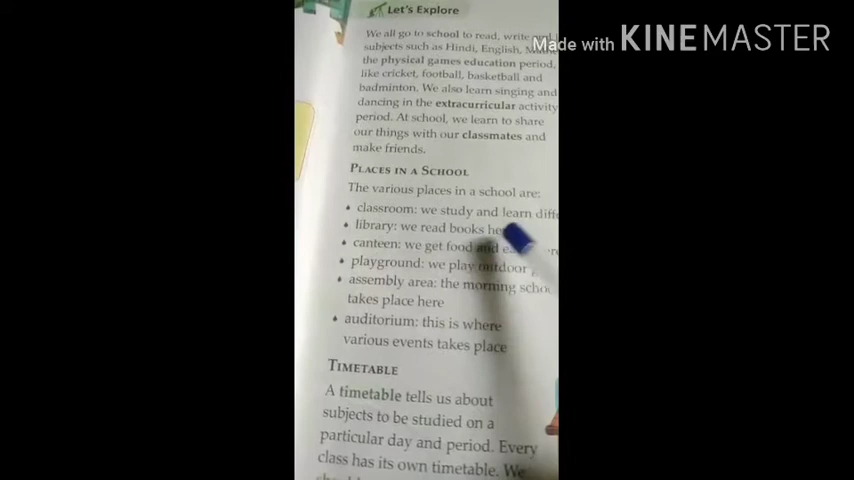 Let's Explore
We all go to school to read, write and
subjects such as Hindi, English,
the physical games education period,
like cricket, football, basketball and
badminton. We also learn singing and
dancing in the extracurricular activity
period. At school, we learn to share
our things with our classmates and
make friends.
PLACES IN A SCHOOL
The various places in a school are:
classroom: we study and learn
library: we read books
canteen: we get food and
playground: we play outdoor
assembly area: the morning
takes place here
auditorium: this is where
various events takes place
TIMETABLE
A timetable tells us about
subjects to be studied on a
particular day and period. Every
class has its own timetable. We
Made with KINEMASTER